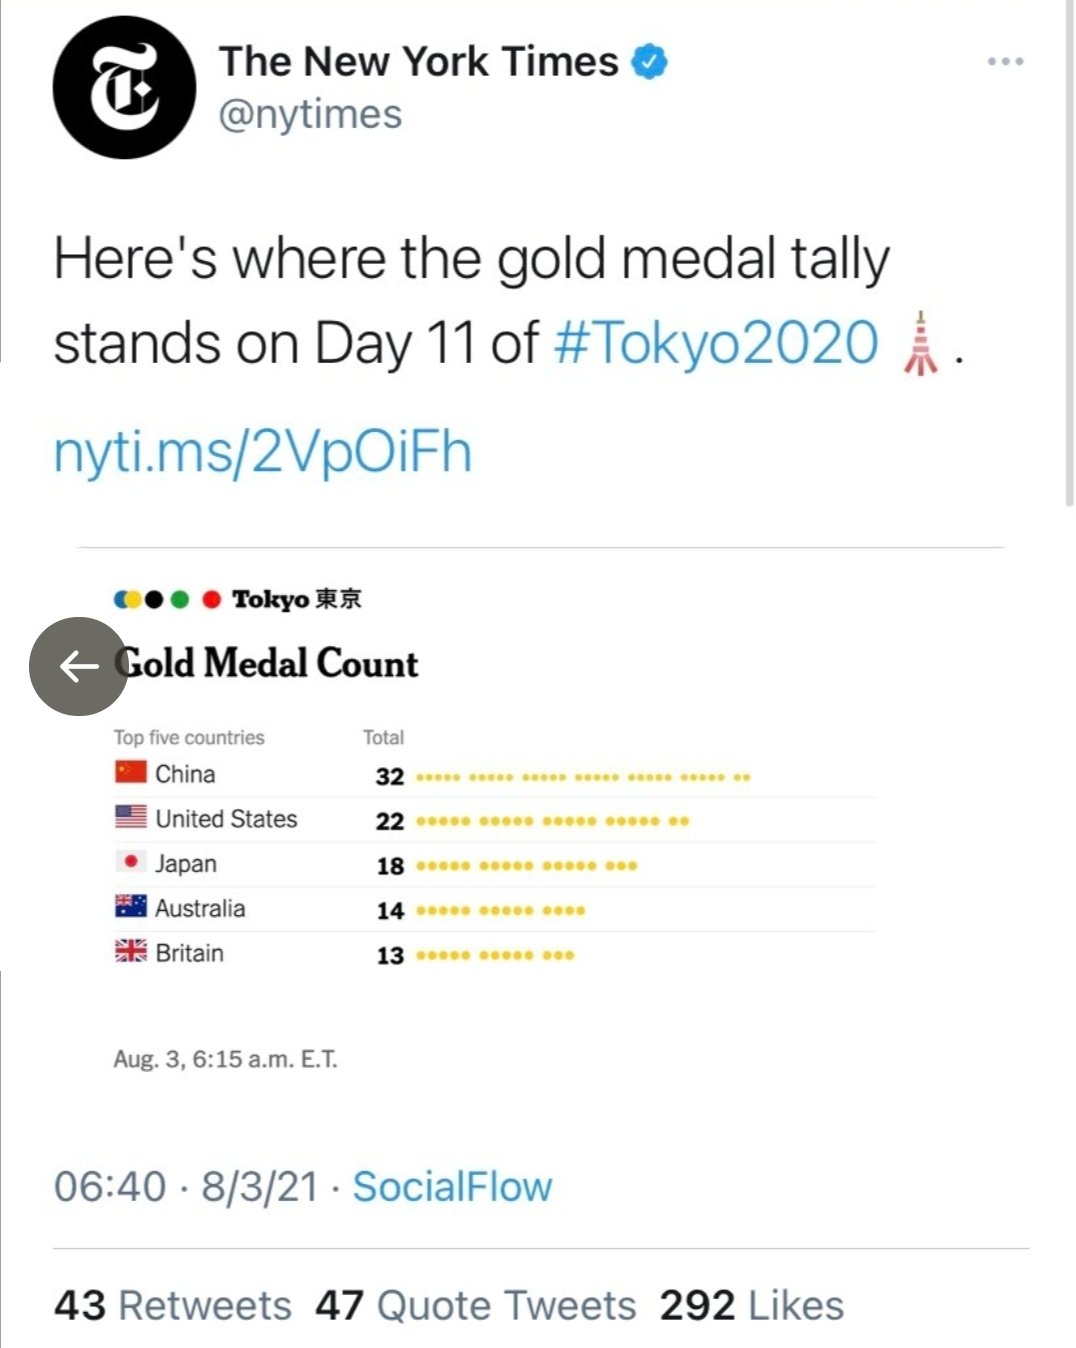 The New York Times
@nytimes
Here's where the gold medal tally
stands on Day 11 of #Tokyo2020 🗼.
nyti.ms/2VpOiFh
Tokyo 東京
Gold Medal Count
Top five countries Total
China 32
United States 22
Japan 18
Australia 14
Britain 13
Aug. 3, 6:15 a.m. E.T.
06:40 · 8/3/21 · SocialFlow
43 Retweets 47 Quote Tweets 292 Likes